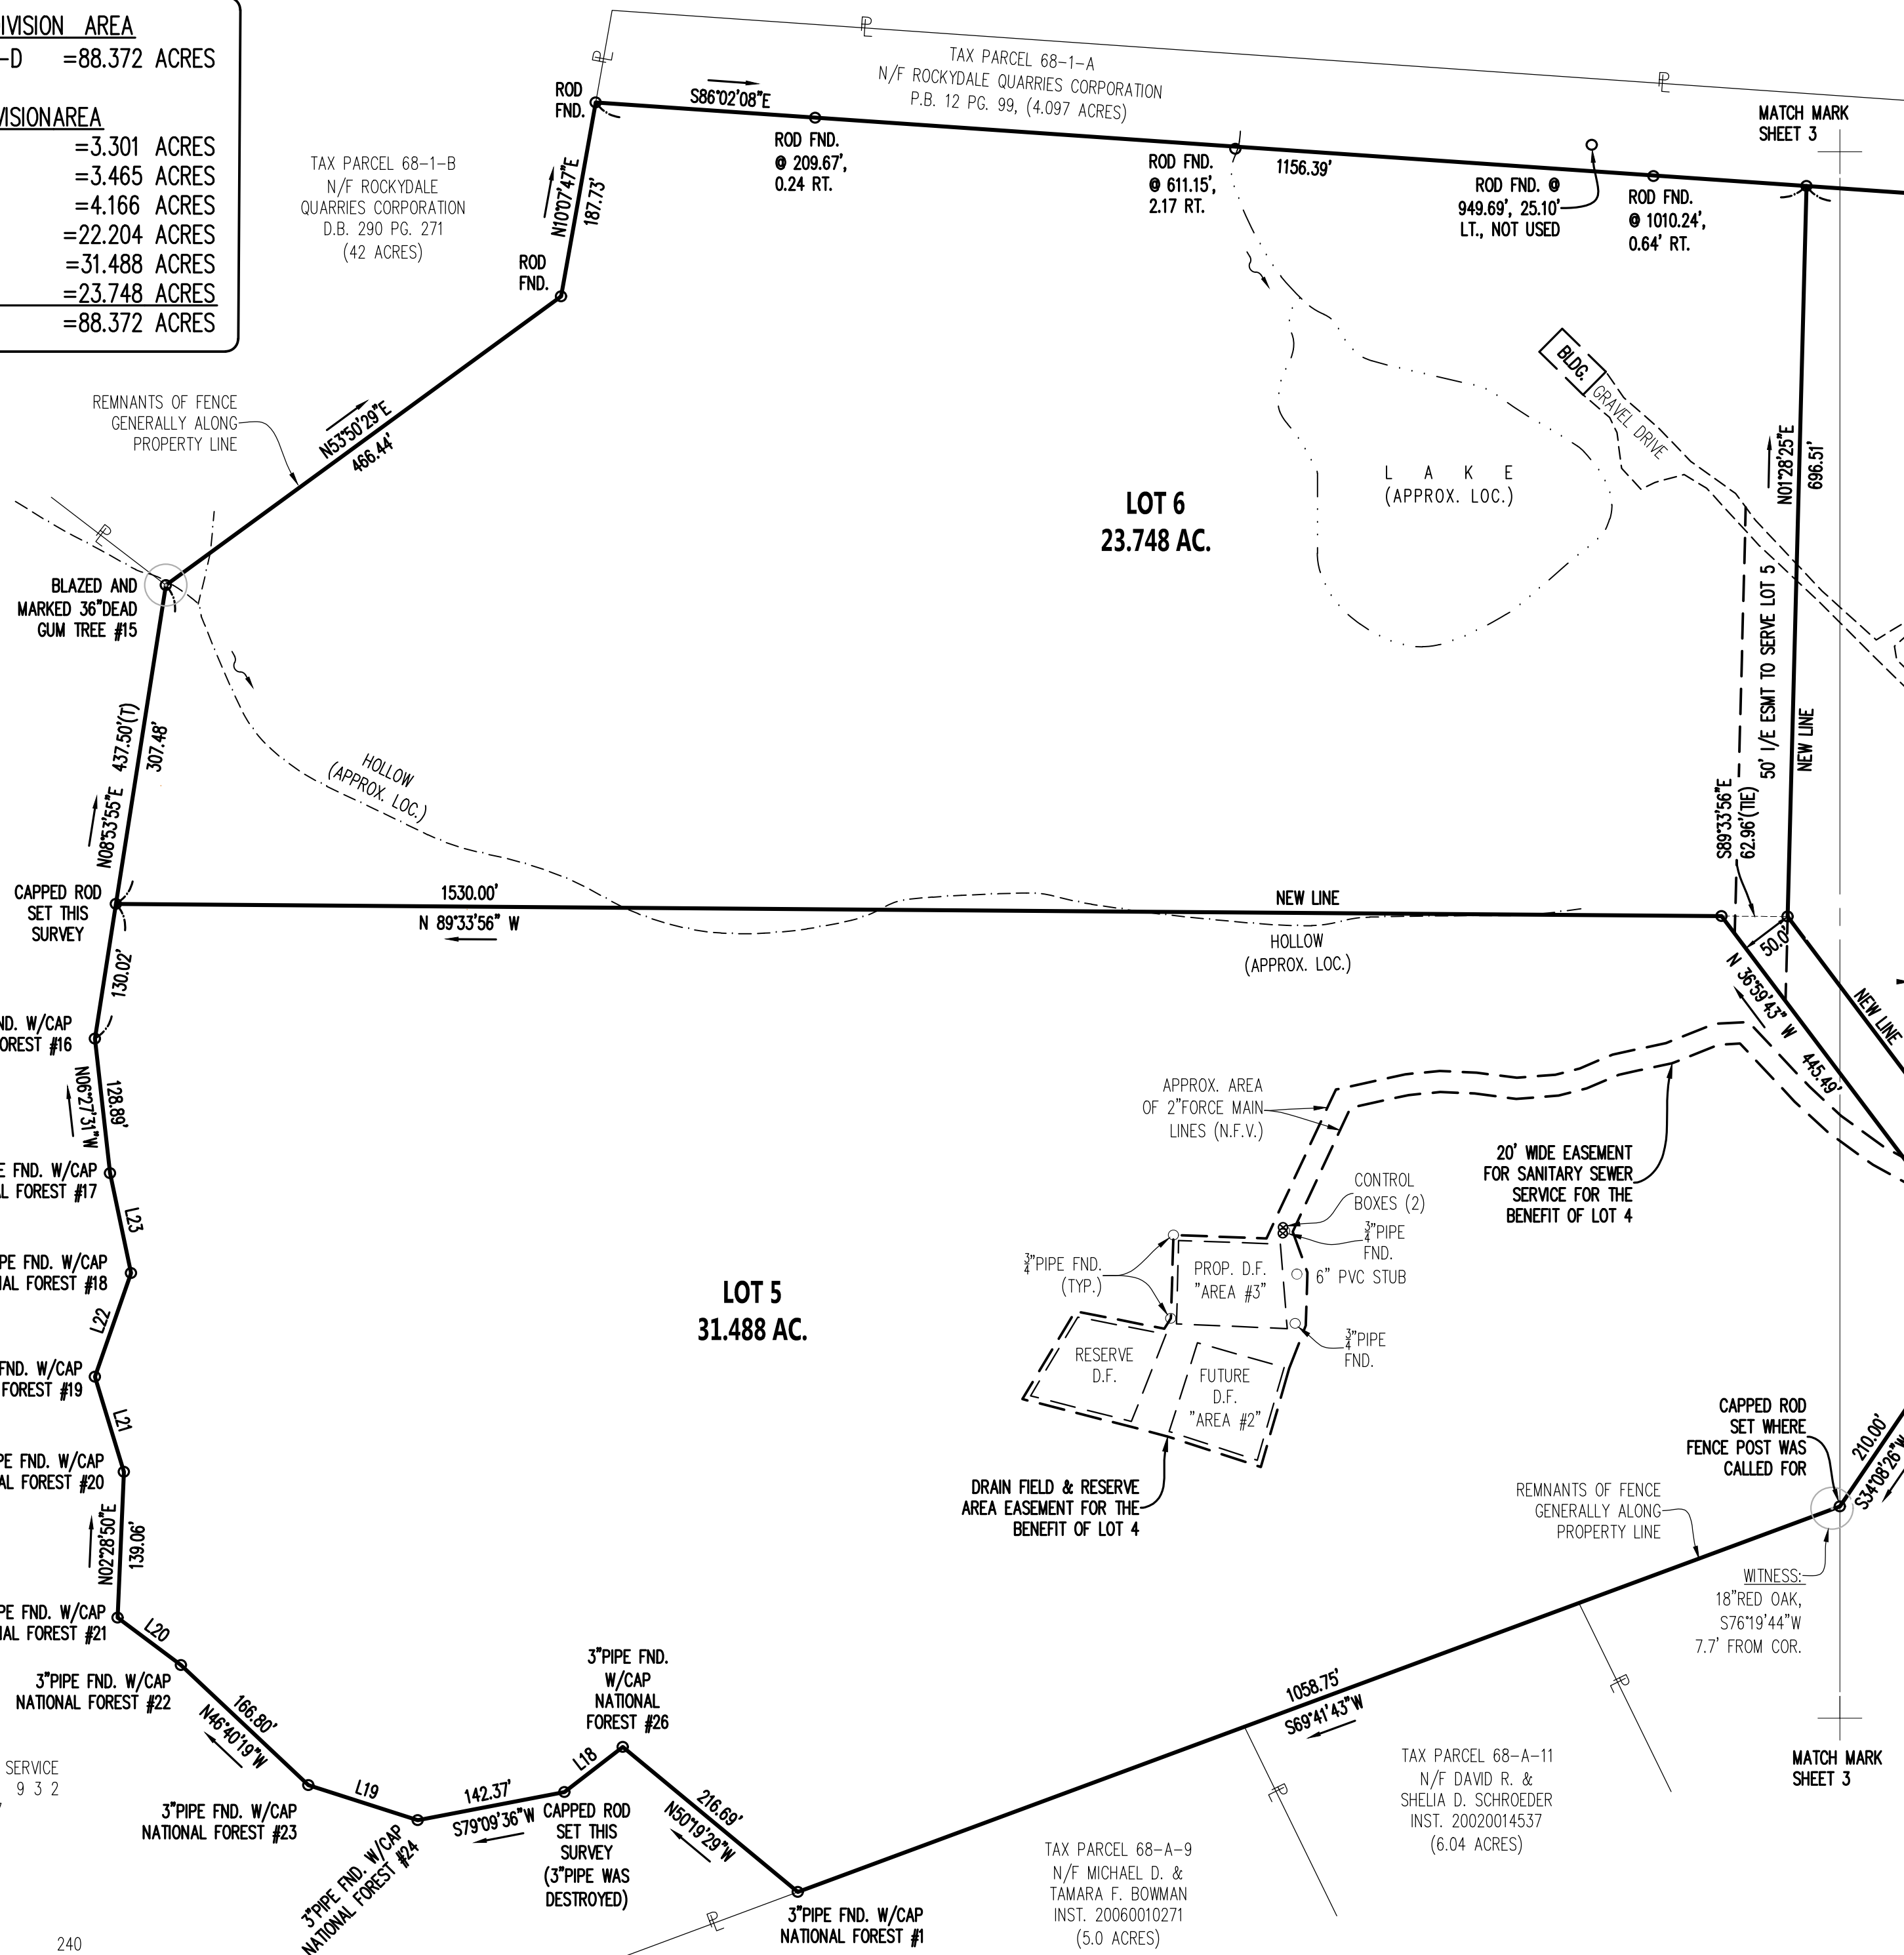 DIVISION AREA
-D =88.372 ACRES
VISIONAREA
=3.301 ACRES
=3.465 ACRES
=4.166 ACRES
=22.204 ACRES
=31.488 ACRES
=23.748 ACRES
=88.372 ACRES
TAX PARCEL 68-1-A
N/F ROCKYDALE QUARRIES CORPORATION
P.B. 12 PG. 99, (4.097 ACRES)
ROD
FND.
S86°02'08"E
MATCH MARK
SHEET 3
TAX PARCEL 68-1-B
N/F ROCKYDALE
QUARRIES CORPORATION
D.B. 290 PG. 271
(42 ACRES)
N10°07'47"E
187.73'
ROD FND.
@ 209.67',
0.24 RT.
ROD FND.
@ 611.15',
2.17 RT.
1156.39'
ROD FND. @
949.69', 25.10'
LT., NOT USED
ROD FND.
@ 1010.24',
0.64' RT.
ROD
FND.
REMNANTS OF FENCE
GENERALLY ALONG
PROPERTY LINE
N53°50'29"E
466.44'
BLDG.
GRAVEL DRIVE
L A K E
(APPROX. LOC.)
LOT 6
23.748 AC.
N01°28'25"E
696.51'
BLAZED AND
MARKED 36"DEAD
GUM TREE #15
50' I/E ESMT TO SERVE LOT 5
NEW LINE
437.50'(T)
307.48'
N08°53'55"E
HOLLOW
(APPROX. LOC.)
S89°33'56"E
62.96'(TIE)
CAPPED ROD
SET THIS
SURVEY
1530.00'
N 89°33'56" W
NEW LINE
HOLLOW
(APPROX. LOC.)
50.0'
130.02'
N 36°59'43" W
445.49'
NEW LINE
ND. W/CAP
OREST #16
N06°27'31"W
128.89'
APPROX. AREA
OF 2"FORCE MAIN
LINES (N.F.V.)
20' WIDE EASEMENT
FOR SANITARY SEWER
SERVICE FOR THE
BENEFIT OF LOT 4
E FND. W/CAP
L FOREST #17
L23
CONTROL
BOXES (2)
3/4"PIPE
FND.
6" PVC STUB
3/4"PIPE FND.
(TYP.)
PROP. D.F.
"AREA #3"
PE FND. W/CAP
NAL FOREST #18
L22
LOT 5
31.488 AC.
3/4"PIPE
FND.
RESERVE
D.F.
FUTURE
D.F.
"AREA #2"
FND. W/CAP
FOREST #19
L21
CAPPED ROD
SET WHERE
FENCE POST WAS
CALLED FOR
210.00'
S34°08'26"W
PE FND. W/CAP
AL FOREST #20
DRAIN FIELD & RESERVE
AREA EASEMENT FOR THE
BENEFIT OF LOT 4
REMNANTS OF FENCE
GENERALLY ALONG
PROPERTY LINE
N02°28'50"E
139.06'
WITNESS:
18"RED OAK,
S76°19'44"W
7.7' FROM COR.
PE FND. W/CAP
NAL FOREST #21
L20
3"PIPE FND. W/CAP
NATIONAL FOREST #22
166.80'
N46°40'19"W
3"PIPE FND.
W/CAP
NATIONAL
FOREST #26
1058.75'
S69°41'43"W
SERVICE
9 3 2
L19
L18
142.37'
S79°09'36"W
216.69'
N50°19'29"W
3"PIPE FND. W/CAP
NATIONAL FOREST #23
3"PIPE FND. W/CAP
NATIONAL FOREST #24
CAPPED ROD
SET THIS
SURVEY
(3"PIPE WAS
DESTROYED)
TAX PARCEL 68-A-11
N/F DAVID R. &
SHELIA D. SCHROEDER
INST. 20020014537
(6.04 ACRES)
MATCH MARK
SHEET 3
TAX PARCEL 68-A-9
N/F MICHAEL D. &
TAMARA F. BOWMAN
INST. 20060010271
(5.0 ACRES)
3"PIPE FND. W/CAP
NATIONAL FOREST #1
240